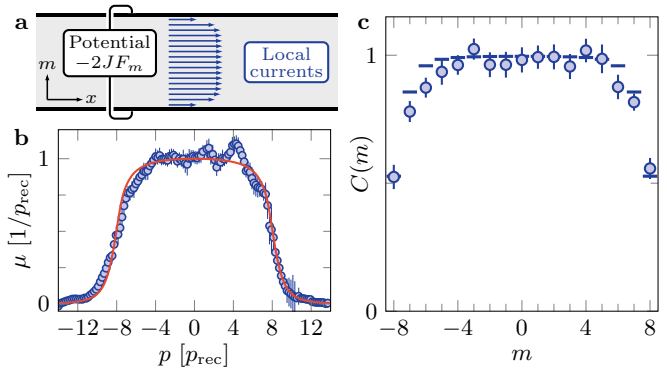 a
Potential
−2JF_m
Local
currents
m
x
b
μ [1/p_rec]
1
0
−12 −8 −4 0 4 8 12
p [p_rec]
c
C(m)
1
0
−8 −4 0 4 8
m